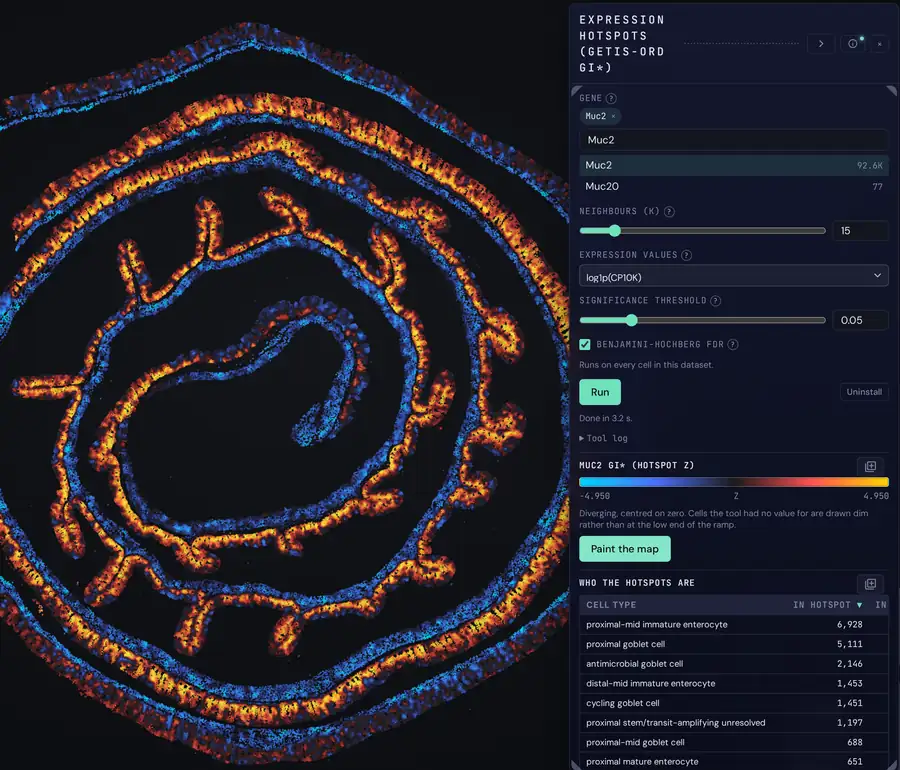 EXPRESSION
HOTSPOTS
(GETIS-ORD
GI*)
GENE ?
Muc2 ×
Muc2
Muc2 92.6K
Muc20 77
NEIGHBOURS (K) ?
15
EXPRESSION VALUES ?
log1p(CP10K)
SIGNIFICANCE THRESHOLD ?
0.05
BENJAMINI-HOCHBERG FDR ?
Runs on every cell in this dataset.
Run
Uninstall
Done in 3.2 s.
Tool log
MUC2 GI* (HOTSPOT Z)
-4.950 Z 4.950
Diverging, centred on zero. Cells the tool had no value for are drawn dim
rather than at the low end of the ramp.
Paint the map
WHO THE HOTSPOTS ARE
CELL TYPE IN HOTSPOT ▼ IN
proximal-mid immature enterocyte 6,928
proximal goblet cell 5,111
antimicrobial goblet cell 2,146
distal-mid immature enterocyte 1,453
cycling goblet cell 1,451
proximal stem/transit-amplifying unresolved 1,197
proximal-mid goblet cell 688
proximal mature enterocyte 651